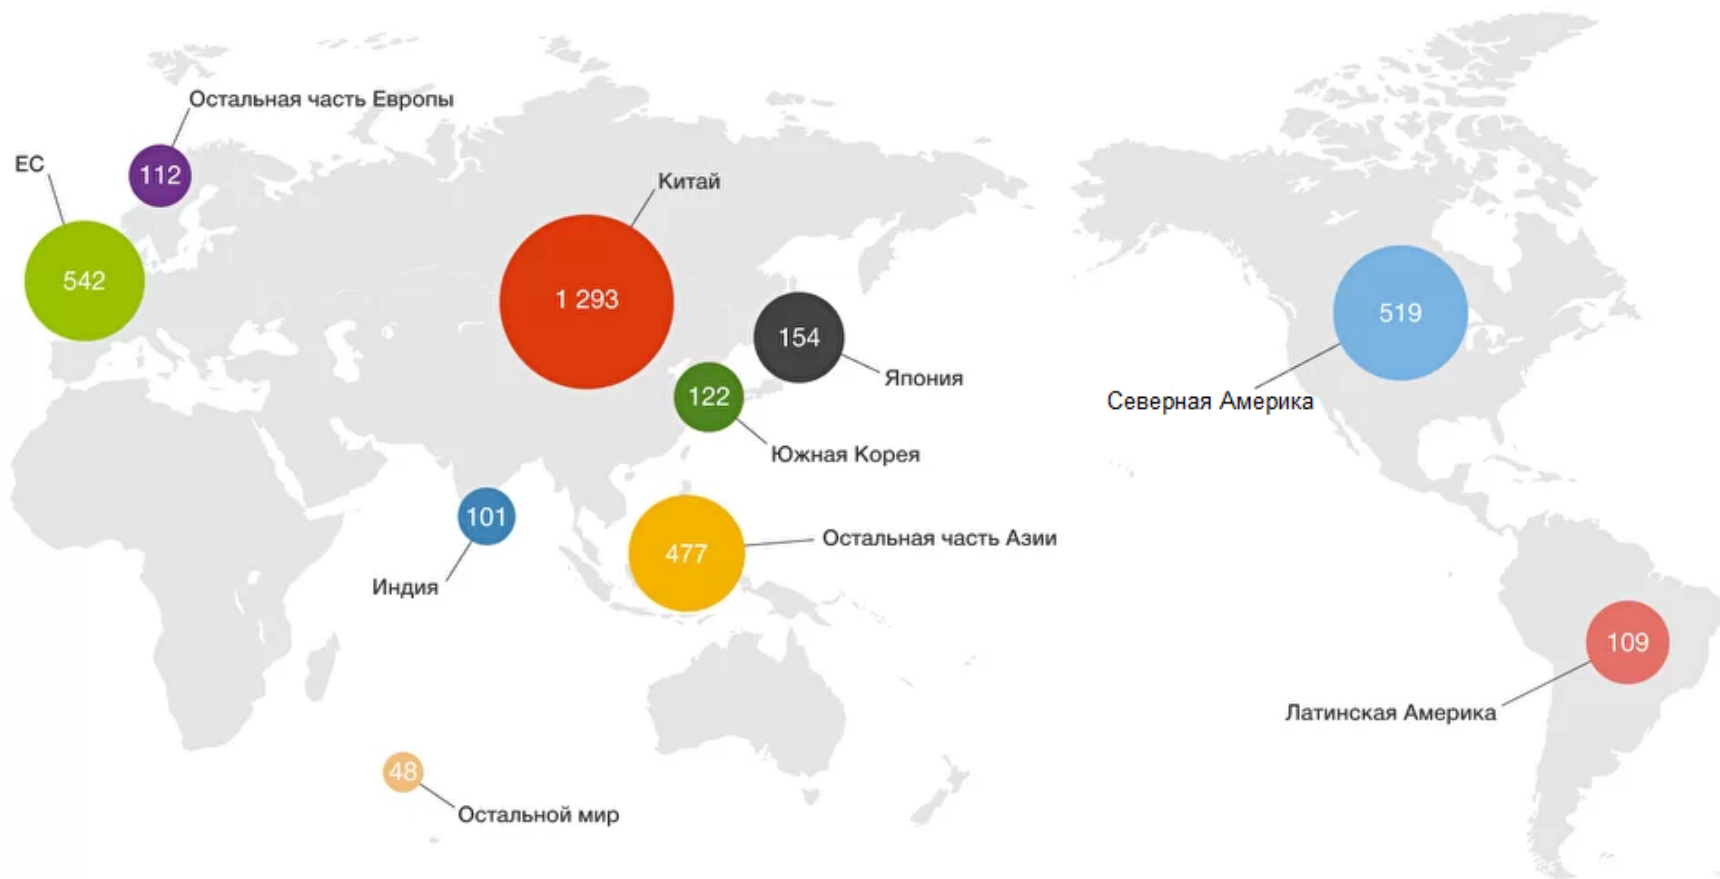 Остальная часть Европы
ЕС
112
Китай
542
1 293
519
154
Япония
Северная Америка
122
Южная Корея
101
Остальная часть Азии
477
Индия
109
Латинская Америка
48
Остальной мир